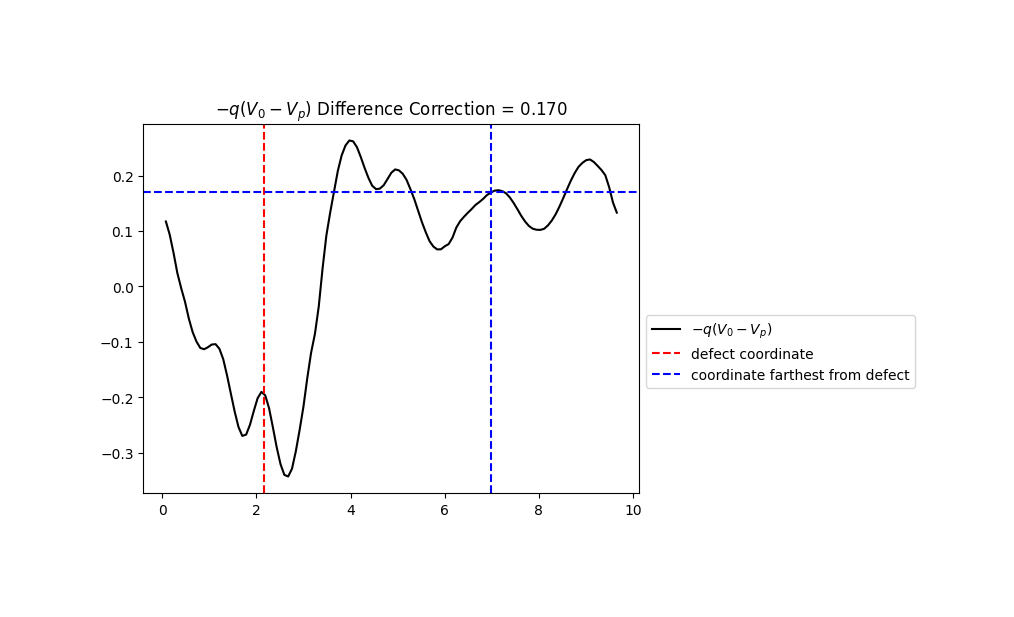 −q(V₀ − Vₚ) Difference Correction = 0.170
0.2
0.1
0.0
−0.1
−0.2
−0.3
0 2 4 6 8 10
−q(V₀ − Vₚ)
defect coordinate
coordinate farthest from defect